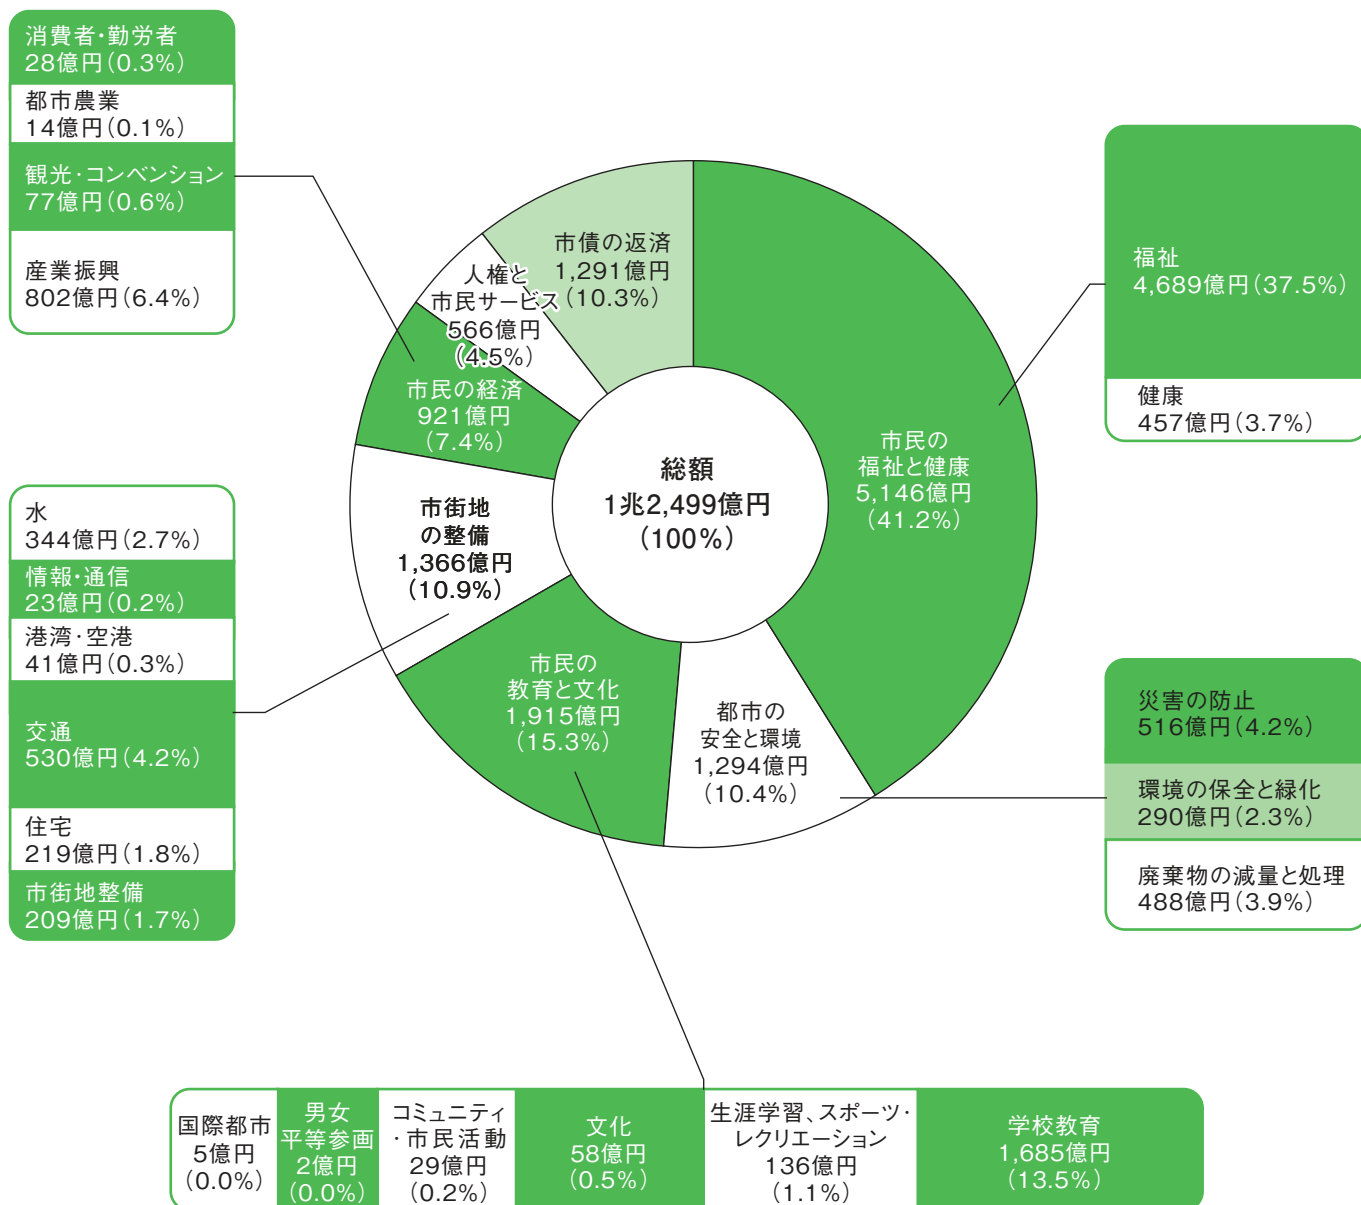 消費者・勤労者
28億円(0.3%)
都市農業
14億円(0.1%)
観光・コンベンション
77億円(0.6%)
産業振興
802億円(6.4%)
福祉
4,689億円(37.5%)
健康
457億円(3.7%)
市債の返済
1,291億円
(10.3%)
人権と
市民サービス
566億円
(4.5%)
市民の経済
921億円
(7.4%)
市民の
福祉と健康
5,146億円
(41.2%)
総額
1兆2,499億円
(100%)
市街地
の整備
1,366億円
(10.9%)
市民の
教育と文化
1,915億円
(15.3%)
都市の
安全と環境
1,294億円
(10.4%)
水
344億円(2.7%)
情報・通信
23億円(0.2%)
港湾・空港
41億円(0.3%)
交通
530億円(4.2%)
住宅
219億円(1.8%)
市街地整備
209億円(1.7%)
災害の防止
516億円(4.2%)
環境の保全と緑化
290億円(2.3%)
廃棄物の減量と処理
488億円(3.9%)
国際都市
5億円
(0.0%)
男女
平等参画
2億円
(0.0%)
コミュニティ
・市民活動
29億円
(0.2%)
文化
58億円
(0.5%)
生涯学習、スポーツ・
レクリエーション
136億円
(1.1%)
学校教育
1,685億円
(13.5%)